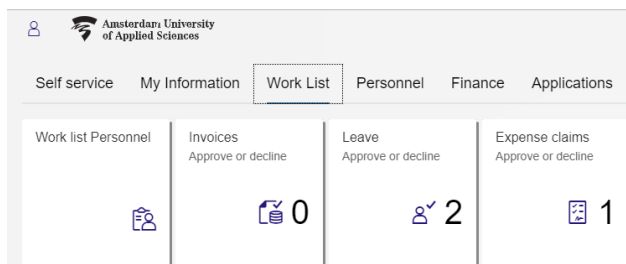 Amsterdam University
of Applied Sciences
Self service My Information Work List Personnel Finance Applications
Work list Personnel
Invoices
Approve or decline
0
Leave
Approve or decline
2
Expense claims
Approve or decline
1